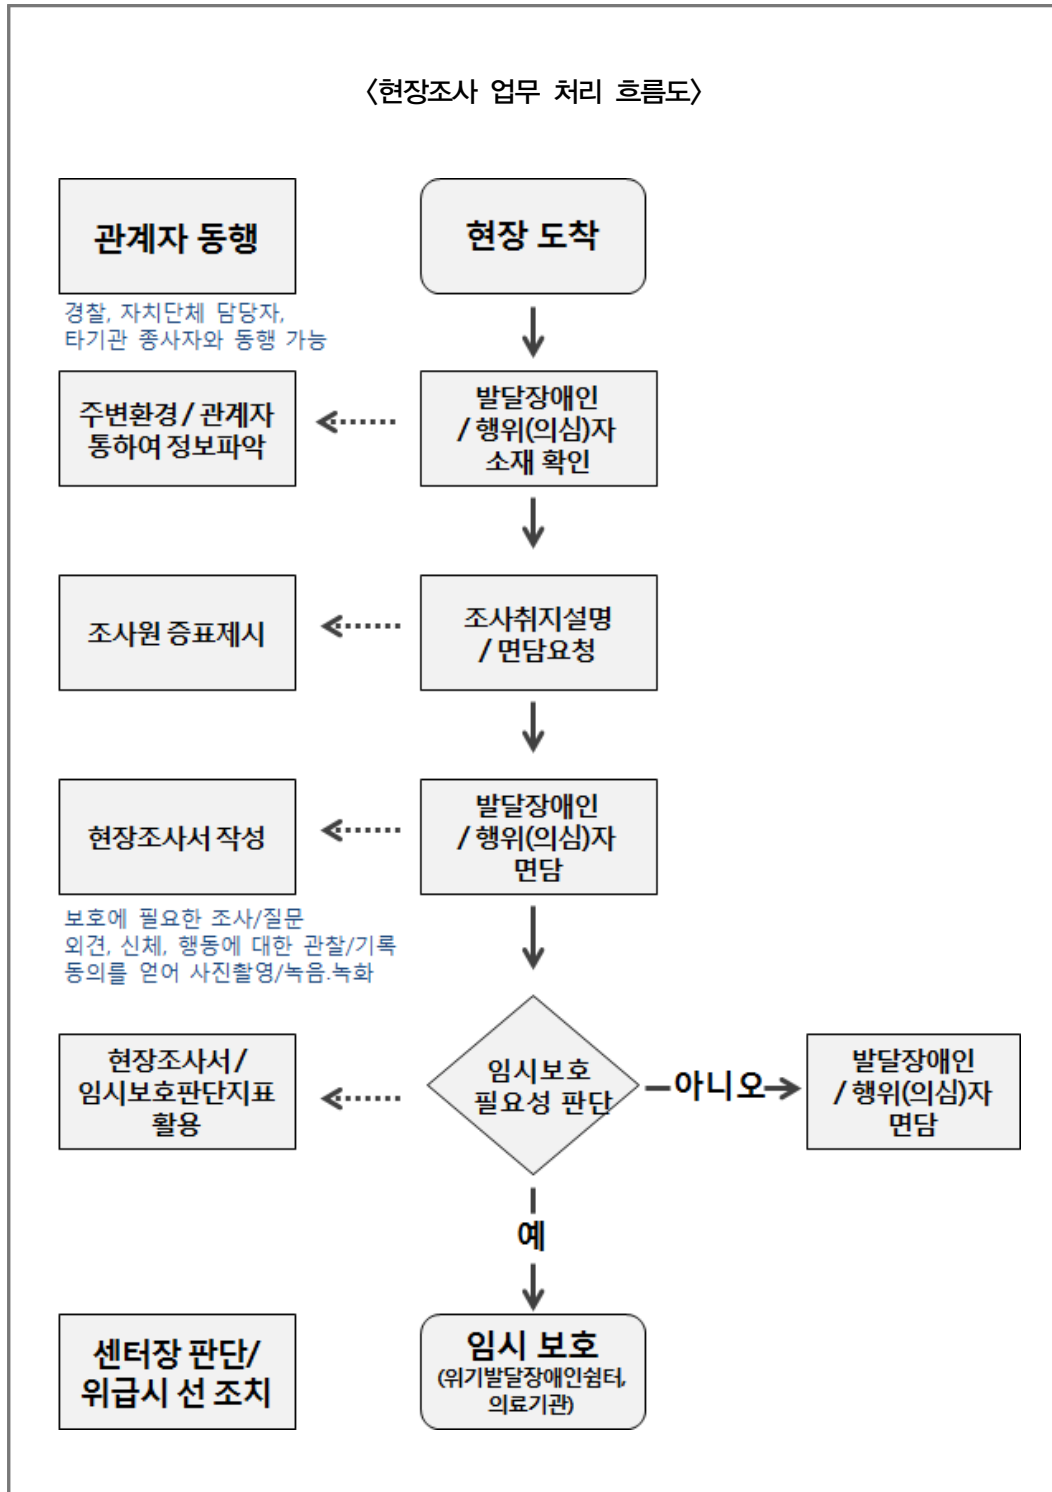 <현장조사 업무 처리 흐름도>
관계자 동행
현장 도착
경찰, 자치단체 담당자,
타기관 종사자와 동행 가능
주변환경 / 관계자
통하여 정보파악
발달장애인
/ 행위(의심)자
소재 확인
조사원 증표제시
조사취지설명
/ 면담요청
현장조사서 작성
발달장애인
/ 행위(의심)자
면담
보호에 필요한 조사/질문
외견, 신체, 행동에 대한 관찰/기록
동의를 얻어 사진촬영/녹음.녹화
현장조사서 /
임시보호판단지표
활용
임시보호
필요성 판단
아니오
발달장애인
/ 행위(의심)자
면담
예
센터장 판단/
위급시 선 조치
임시 보호
(위기발달장애인쉼터,
의료기관)